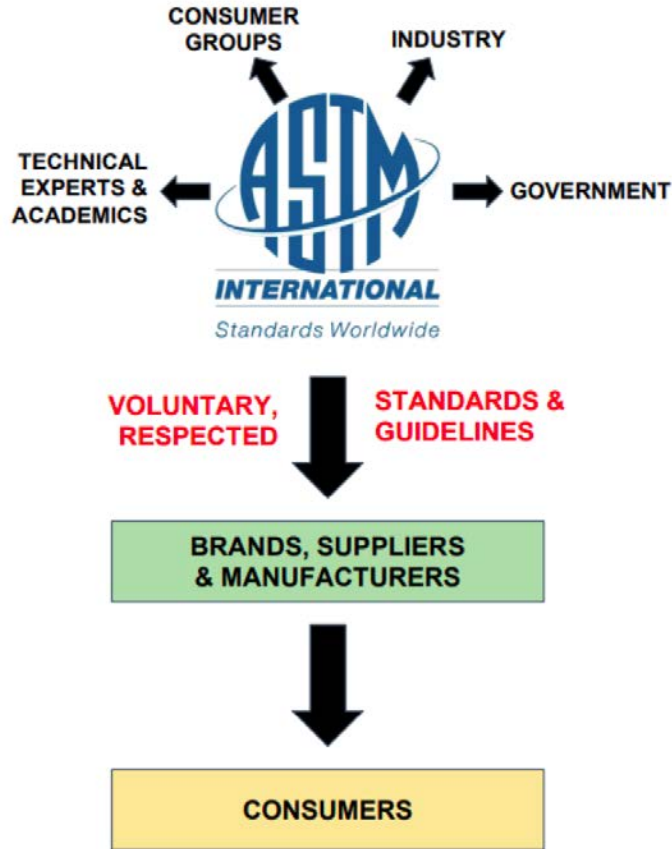 CONSUMER
GROUPS
INDUSTRY
TECHNICAL
EXPERTS &
ACADEMICS
ASTM
GOVERNMENT
INTERNATIONAL
Standards Worldwide
VOLUNTARY,
RESPECTED
STANDARDS &
GUIDELINES
BRANDS, SUPPLIERS
& MANUFACTURERS
CONSUMERS